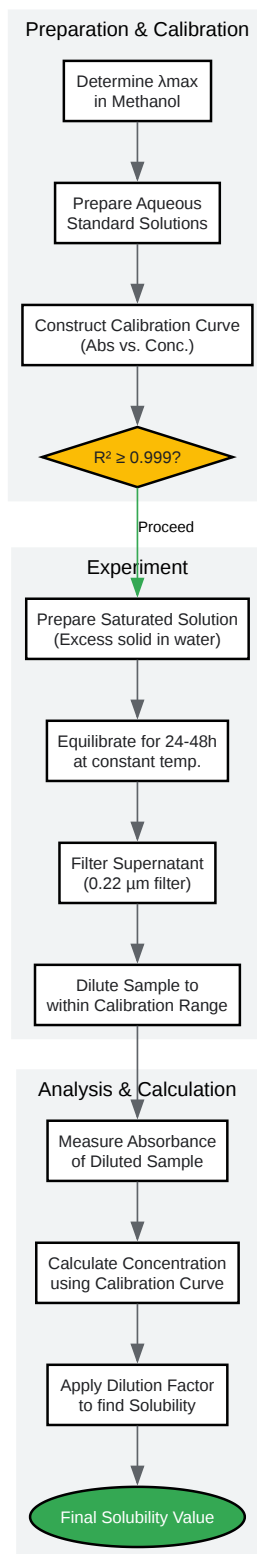 Preparation & Calibration
Determine λmax
in Methanol
Prepare Aqueous
Standard Solutions
Construct Calibration Curve
(Abs vs. Conc.)
R² ≥ 0.999?
Proceed
Experiment
Prepare Saturated Solution
(Excess solid in water)
Equilibrate for 24-48h
at constant temp.
Filter Supernatant
(0.22 µm filter)
Dilute Sample to
within Calibration Range
Analysis & Calculation
Measure Absorbance
of Diluted Sample
Calculate Concentration
using Calibration Curve
Apply Dilution Factor
to find Solubility
Final Solubility Value